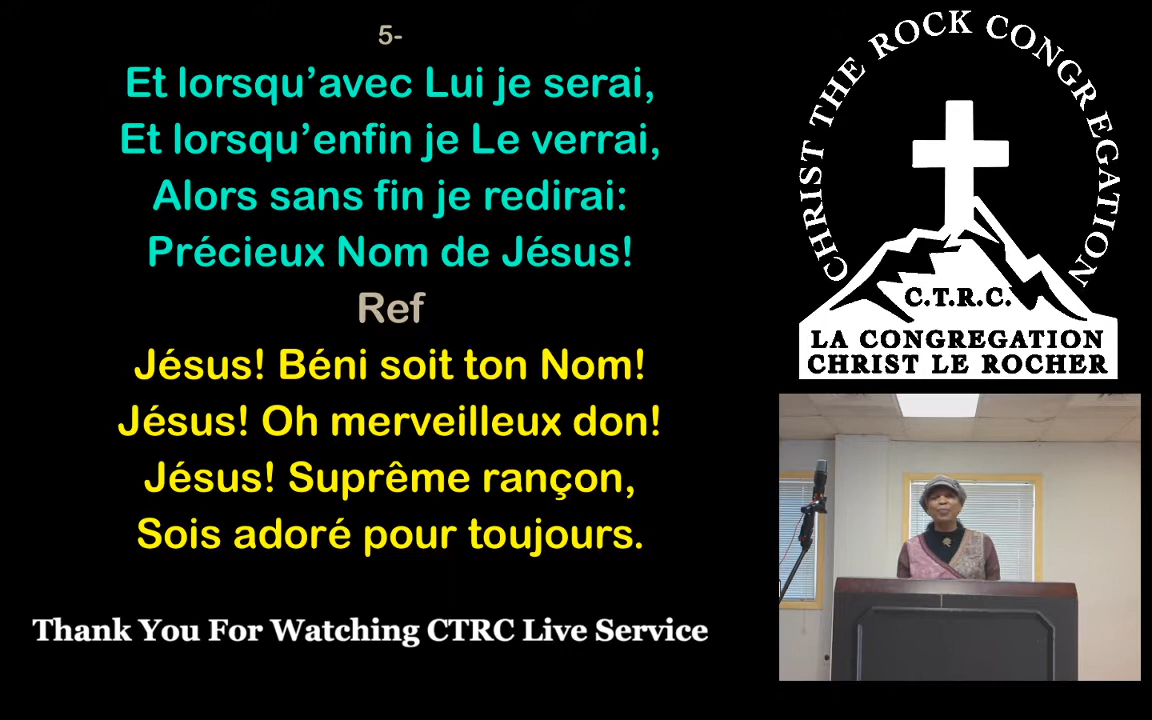 5-
Et lorsqu’avec Lui je serai,
Et lorsqu’enfin je Le verrai,
Alors sans fin je redirai:
Précieux Nom de Jésus!
Ref
Jésus! Béni soit ton Nom!
Jésus! Oh merveilleux don!
Jésus! Suprême rançon,
Sois adoré pour toujours.
Thank You For Watching CTRC Live Service
CHRIST THE ROCK CONGREGATION
C.T.R.C.
LA CONGREGATION
CHRIST LE ROCHER